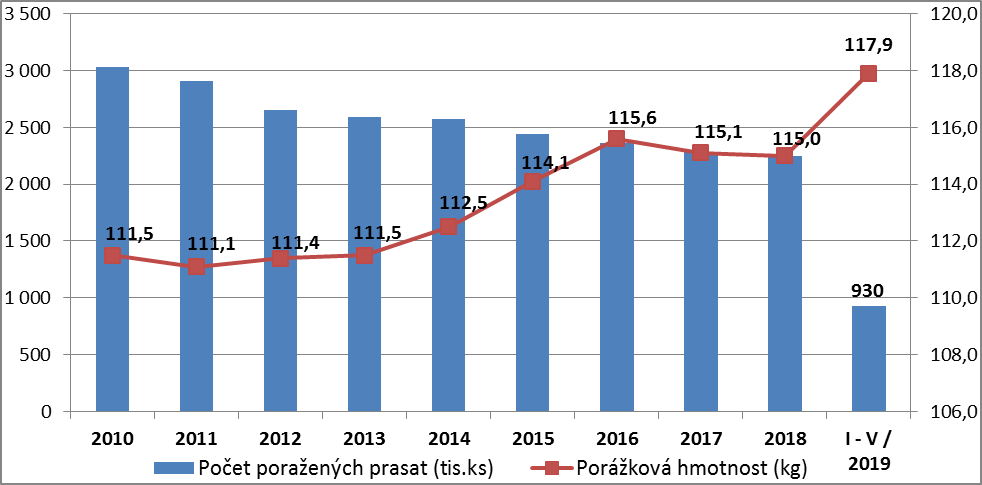 3 500 120,0
117,9
3 000 118,0
115,6
2 500 115,1 115,0 116,0
114,1
2 000 114,0
112,5
111,5 111,1 111,4 111,5
1 500 112,0
930
1 000 110,0
500 108,0
0 106,0
2010 2011 2012 2013 2014 2015 2016 2017 2018 I - V /
2019
Počet poražených prasat (tis.ks) Porážková hmotnost (kg)